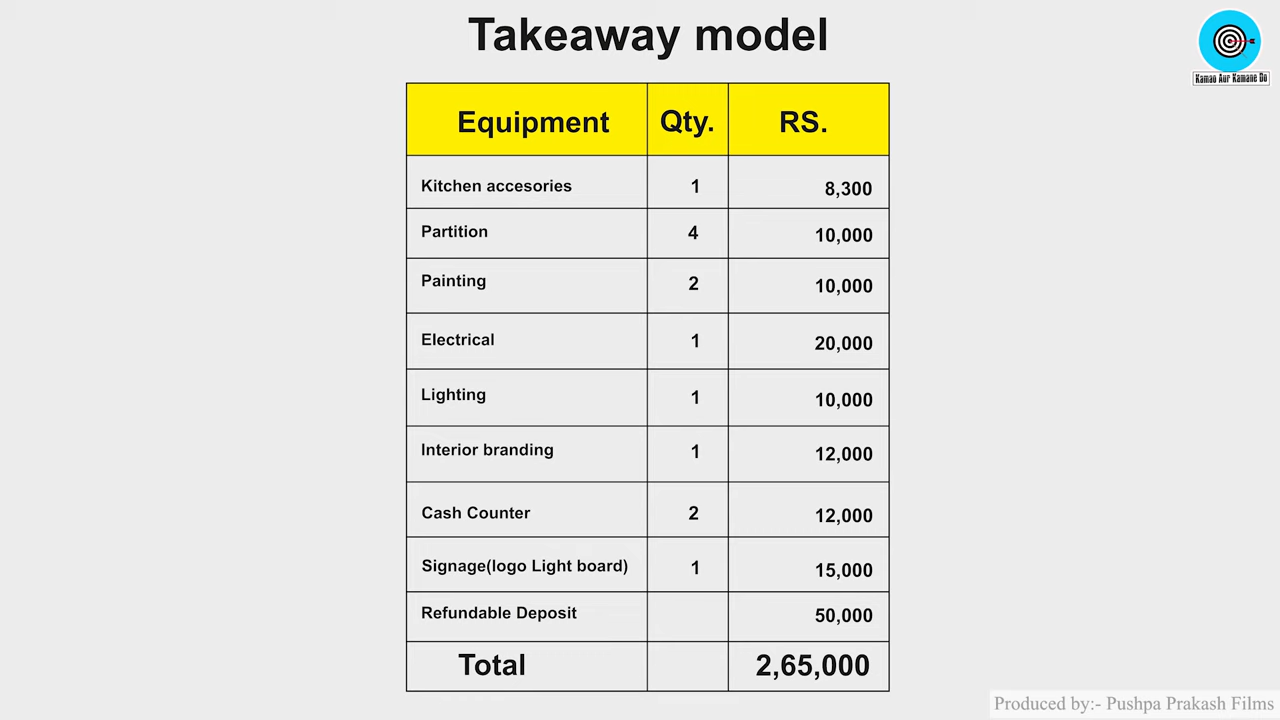 Takeaway model
Kamao Aur Kamane Do
Equipment Qty. RS.
Kitchen accesories 1 8,300
Partition 4 10,000
Painting 2 10,000
Electrical 1 20,000
Lighting 1 10,000
Interior branding 1 12,000
Cash Counter 2 12,000
Signage(logo Light board) 1 15,000
Refundable Deposit 50,000
Total 2,65,000
Produced by:- Pushpa Prakash Films